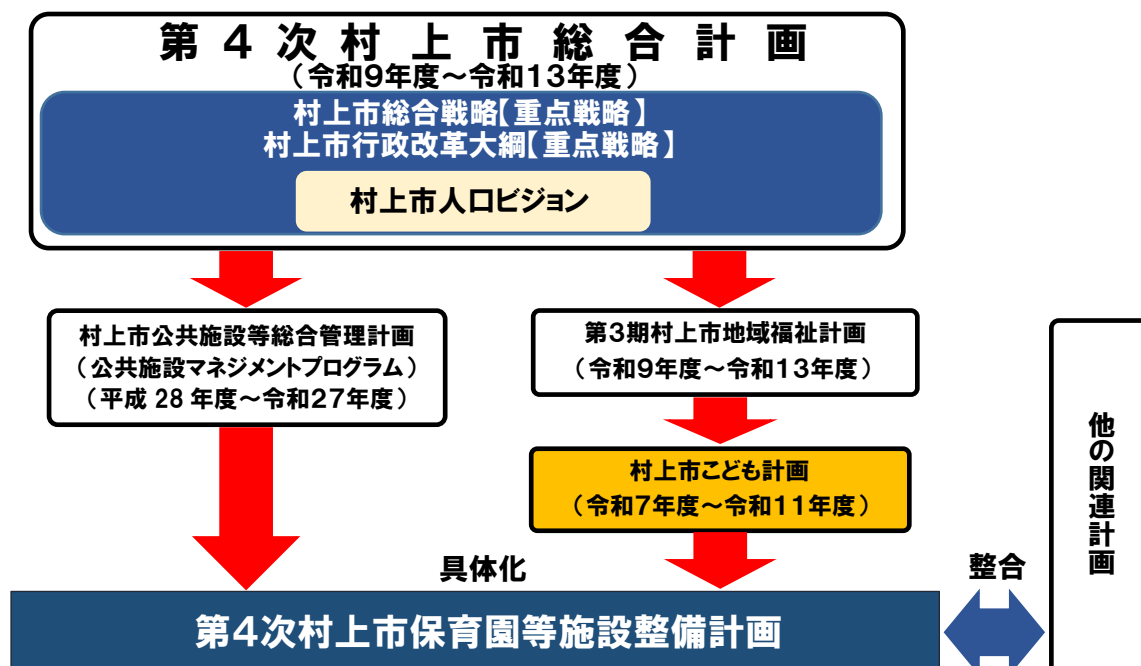 第4次村上市総合計画
（令和9年度～令和13年度）
村上市総合戦略【重点戦略】
村上市行政改革大綱【重点戦略】
村上市人口ビジョン
村上市公共施設等総合管理計画
（公共施設マネジメントプログラム）
（平成 28 年度～令和27年度）
第3期村上市地域福祉計画
（令和9年度～令和13年度）
村上市こども計画
（令和7年度～令和11年度）
具体化
第4次村上市保育園等施設整備計画
整合
他の関連計画